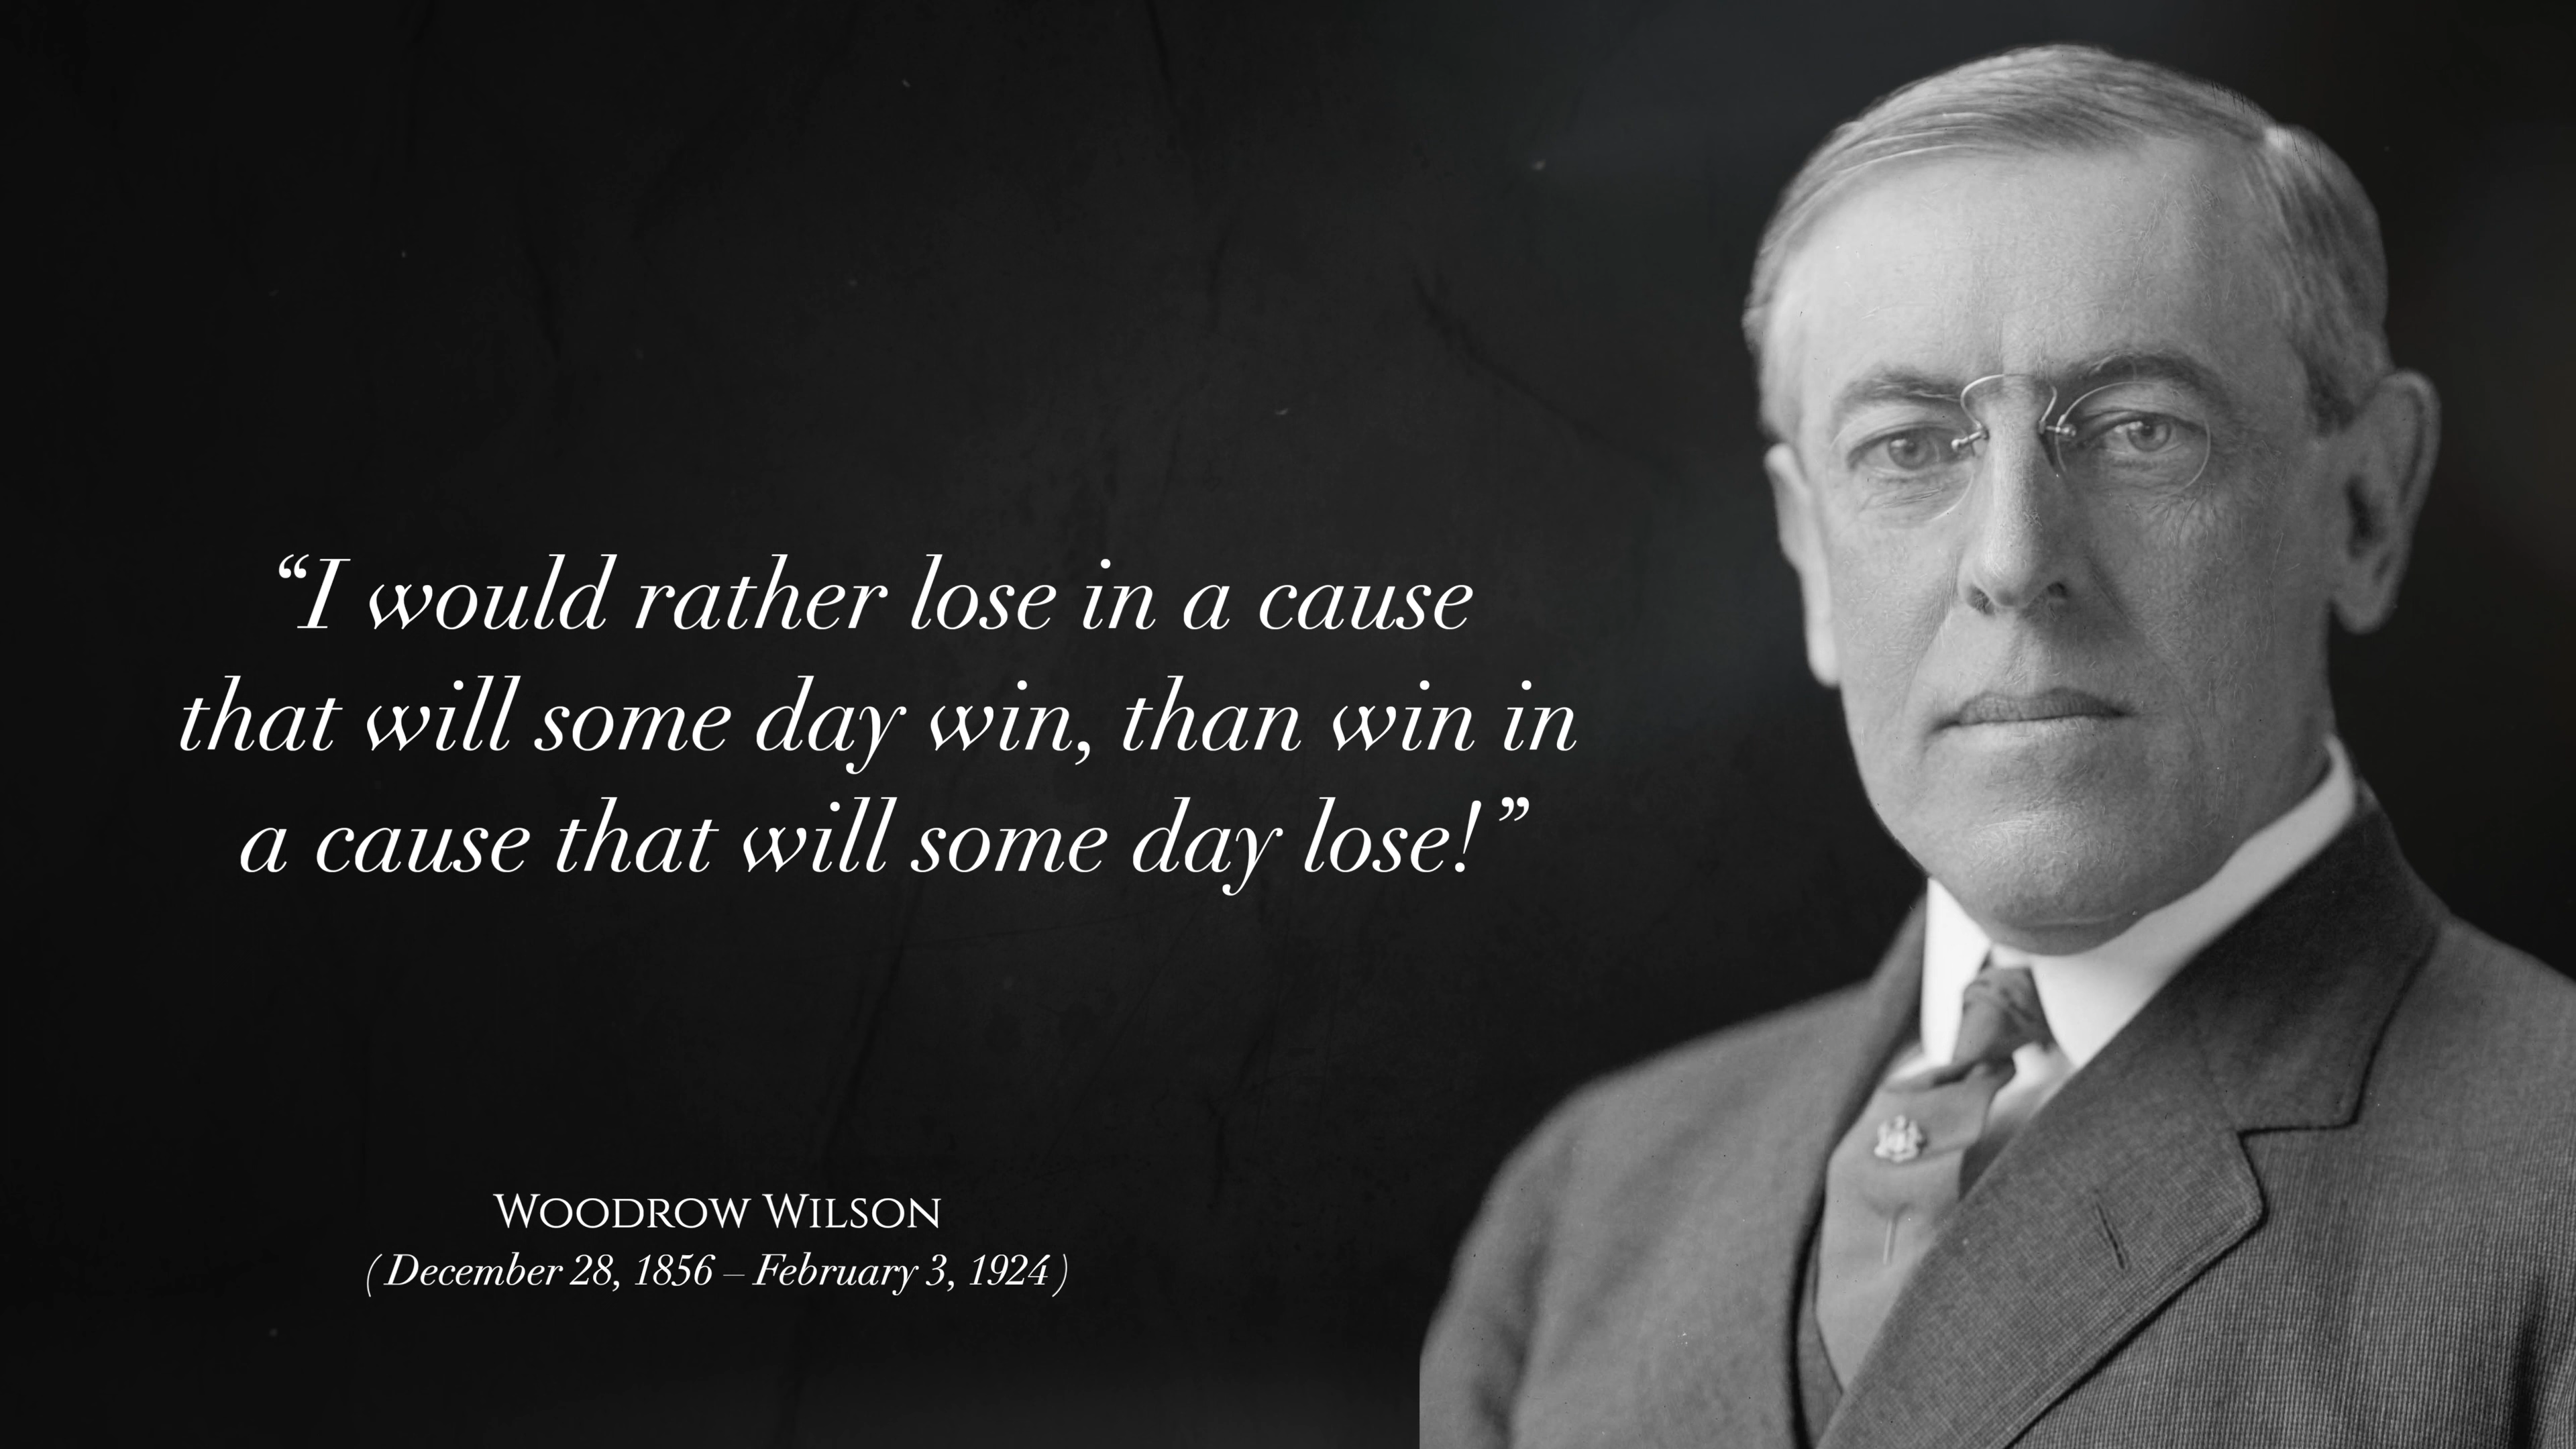 “I would rather lose in a cause
that will some day win, than win in
a cause that will some day lose!”
Woodrow Wilson
(December 28, 1856 – February 3, 1924)